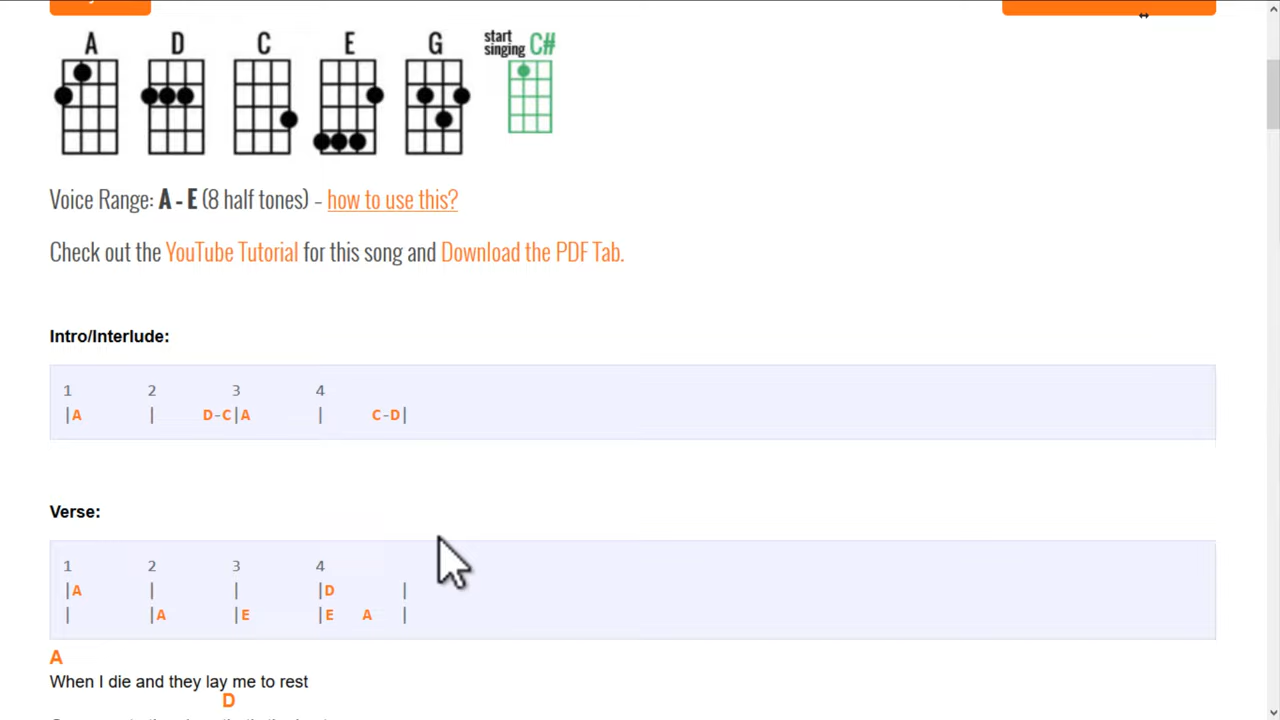 A D C E G start singing C#
Voice Range: A - E (8 half tones) - how to use this?
Check out the YouTube Tutorial for this song and Download the PDF Tab.
Intro/Interlude:
1 2 3 4
|A | D-C|A | C-D|
Verse:
1 2 3 4
|A | | |D |
| |A |E |E A |
A
When I die and they lay me to rest
D